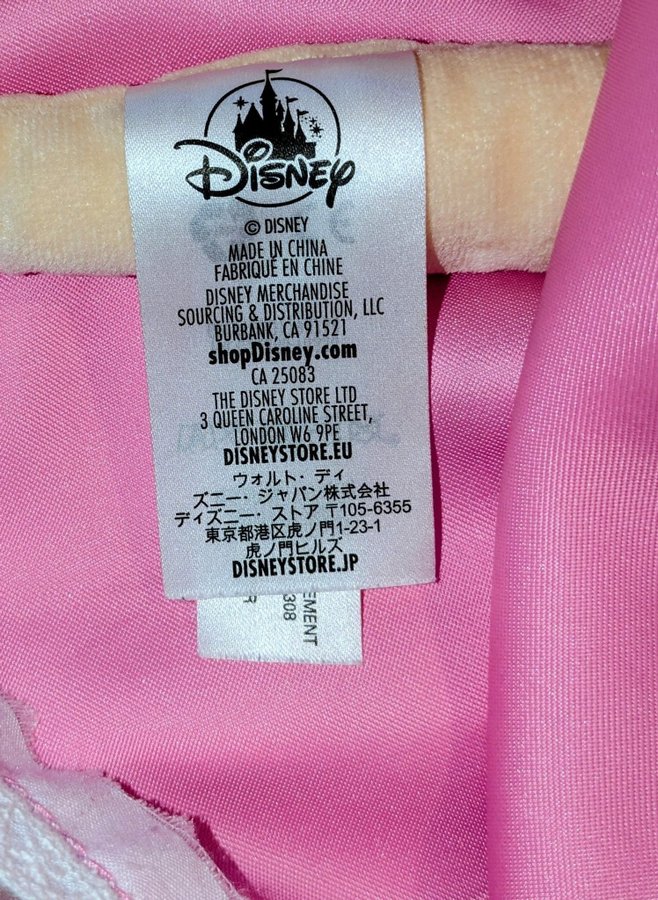 Disney
© DISNEY
MADE IN CHINA
FABRIQUÉ EN CHINE
DISNEY MERCHANDISE
SOURCING & DISTRIBUTION, LLC
BURBANK, CA 91521
shopDisney.com
CA 25083
THE DISNEY STORE LTD
3 QUEEN CAROLINE STREET,
LONDON W6 9PE
DISNEYSTORE.EU
ウォルト・ディ
ズニー・ジャパン株式会社
ディズニー・ストア 〒105-6355
東京都港区虎ノ門1-23-1
虎ノ門ヒルズ
DISNEYSTORE.JP
EMENT
308
R